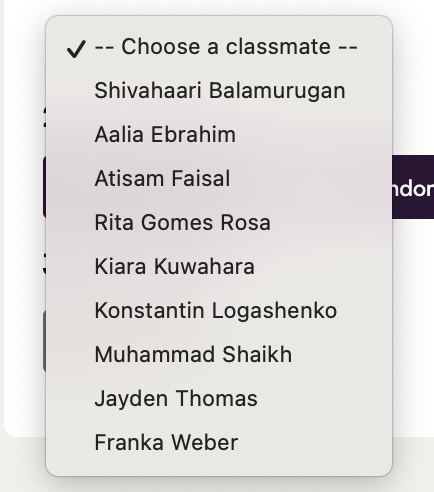 -- Choose a classmate --
Shivahaari Balamurugan
Aalia Ebrahim
Atisam Faisal
Rita Gomes Rosa
Kiara Kuwahara
Konstantin Logashenko
Muhammad Shaikh
Jayden Thomas
Franka Weber